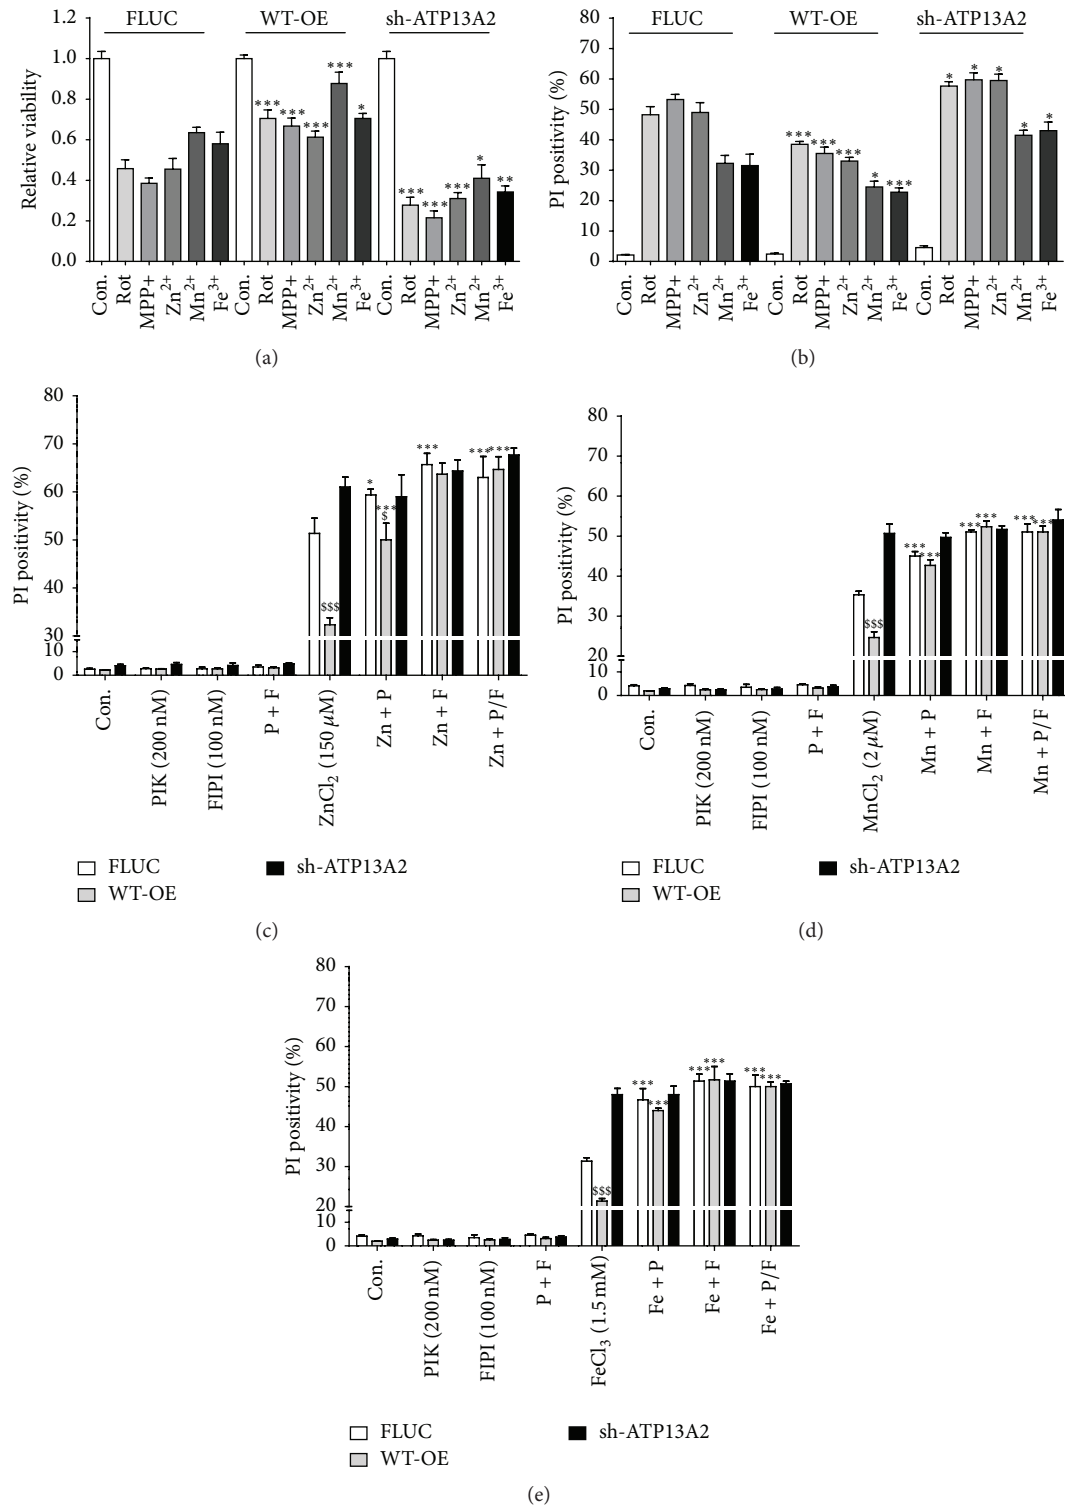 FLUC WT-OE sh-ATP13A2
Relative viability
1.2
1.0
0.8
0.6
0.4
0.2
0.0
*** *** *** *** *
*** *** *** * **
Con. Rot MPP+ Zn2+ Mn2+ Fe3+ Con. Rot MPP+ Zn2+ Mn2+ Fe3+ Con. Rot MPP+ Zn2+ Mn2+ Fe3+
(a)
FLUC WT-OE sh-ATP13A2
PI positivity (%)
80
70
60
50
40
30
20
10
0
*** *** *** * ***
* * * * *
Con. Rot MPP+ Zn2+ Mn2+ Fe3+ Con. Rot MPP+ Zn2+ Mn2+ Fe3+ Con. Rot MPP+ Zn2+ Mn2+ Fe3+
(b)
PI positivity (%)
80
70
60
50
40
30
10
0
$$$ * *** $ *** *** ***
Con. PIK (200 nM) FIPI (100 nM) P + F ZnCl2 (150 μM) Zn + P Zn + F Zn + P/F
FLUC sh-ATP13A2
WT-OE
(c)
PI positivity (%)
80
70
60
50
40
30
20
10
0
$$$ *** *** *** *** *** ***
Con. PIK (200 nM) FIPI (100 nM) P + F MnCl2 (2 μM) Mn + P Mn + F Mn + P/F
FLUC sh-ATP13A2
WT-OE
(d)
PI positivity (%)
80
70
60
50
40
30
20
10
0
$$$ *** *** *** *** *** ***
Con. PIK (200 nM) FIPI (100 nM) P + F FeCl3 (1.5 mM) Fe + P Fe + F Fe + P/F
FLUC sh-ATP13A2
WT-OE
(e)